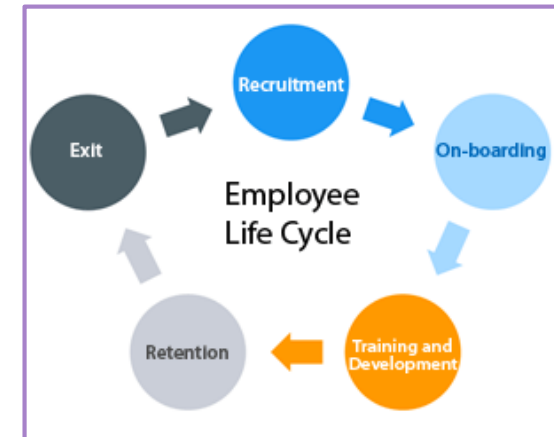 Recruitment
On-boarding
Training and
Development
Retention
Exit
Employee
Life Cycle